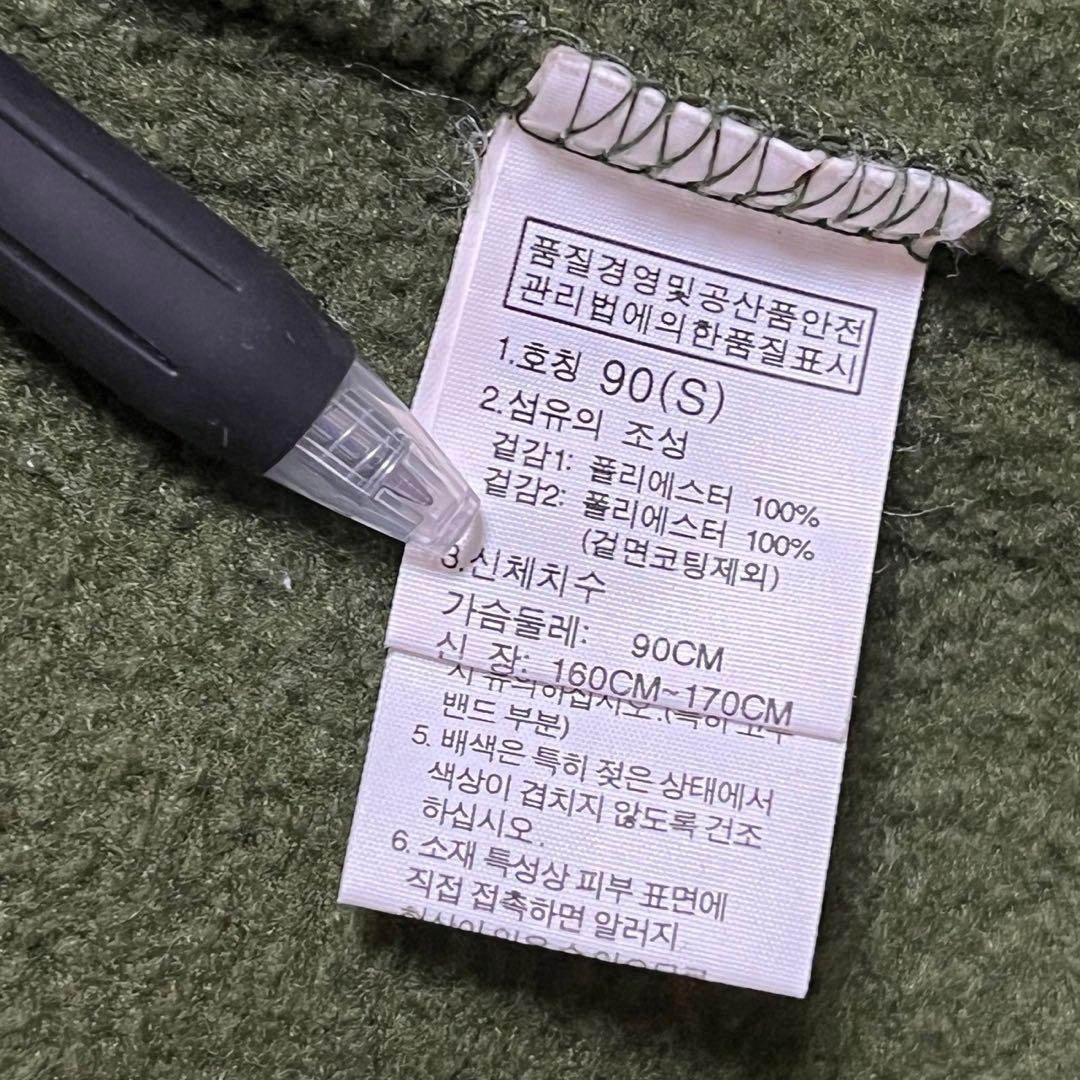 품질경영및공산품안전
관리법에의한품질표시
1.호칭 90(S)
2.섬유의 조성
겉감1: 폴리에스터 100%
겉감2: 폴리에스터 100%
(겉면코팅제외)
3.신체치수
가슴둘레: 90CM
신 장: 160CM~170CM
밴드 부분)
5. 배색은 특히 젖은 상태에서
색상이 겹치지 않도록 건조
하십시오.
6. 소재 특성상 피부 표면에
직접 접촉하면 알러지